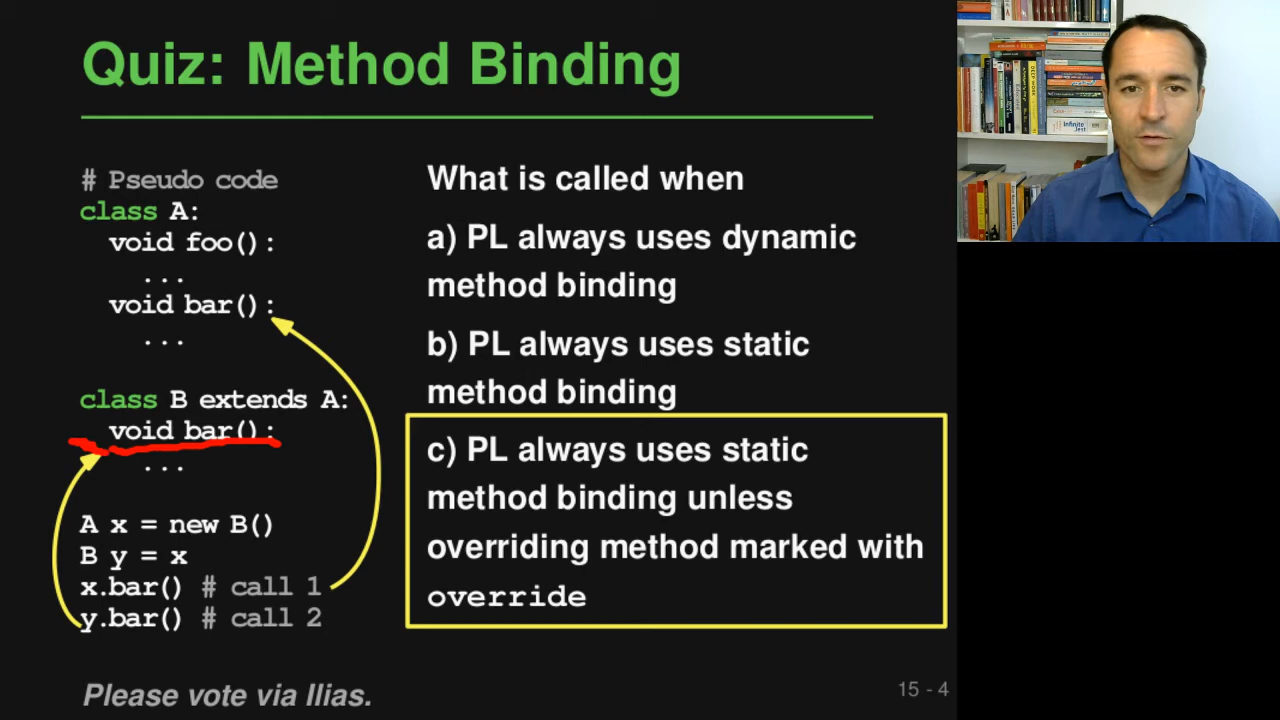 Quiz: Method Binding
# Pseudo code
class A:
void foo():
...
void bar():
...
class B extends A:
void bar():
...
A x = new B()
B y = x
x.bar() # call 1
y.bar() # call 2
What is called when
a) PL always uses dynamic
method binding
b) PL always uses static
method binding
c) PL always uses static
method binding unless
overriding method marked with
override
Please vote via Ilias.
15 - 4
Infinite
Jest